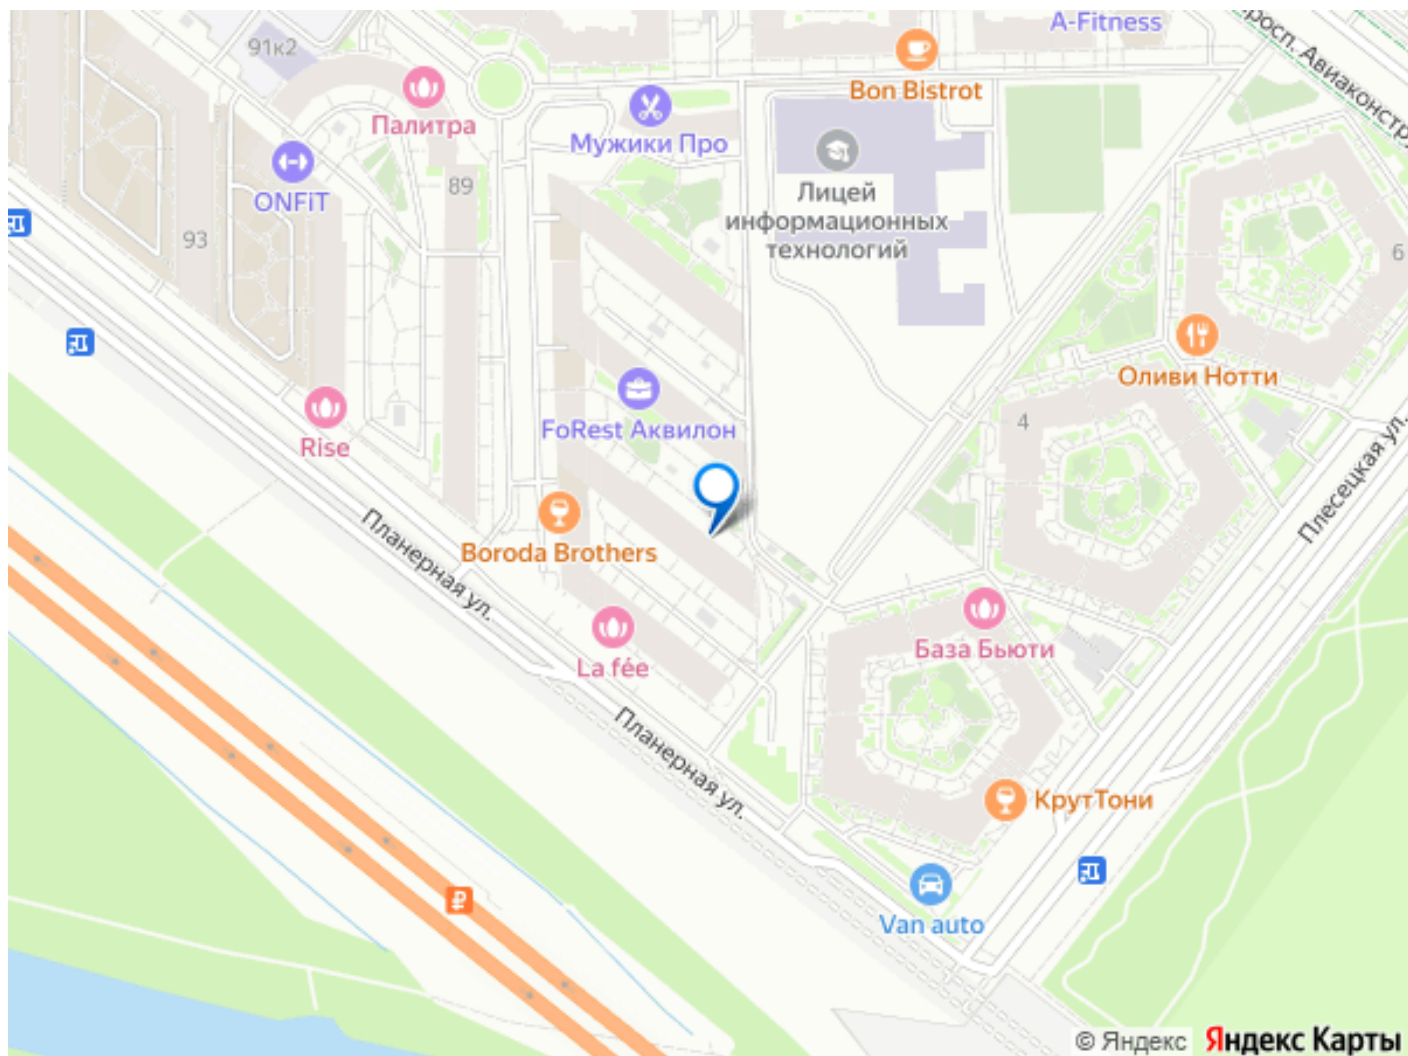 A-Fitness
просп. Авиаконстру
91к2
Bon Bistrot
Палитра
Мужики Про
ONFiT
89
Лицей
информационных
технологий
93
6
Оливи Нотти
FoRest Аквилон
4
Rise
Плесецкая ул.
Boroda Brothers
Планерная ул.
База Бьюти
La fée
Планерная ул.
КрутТони
Van auto
© Яндекс Яндекс Карты